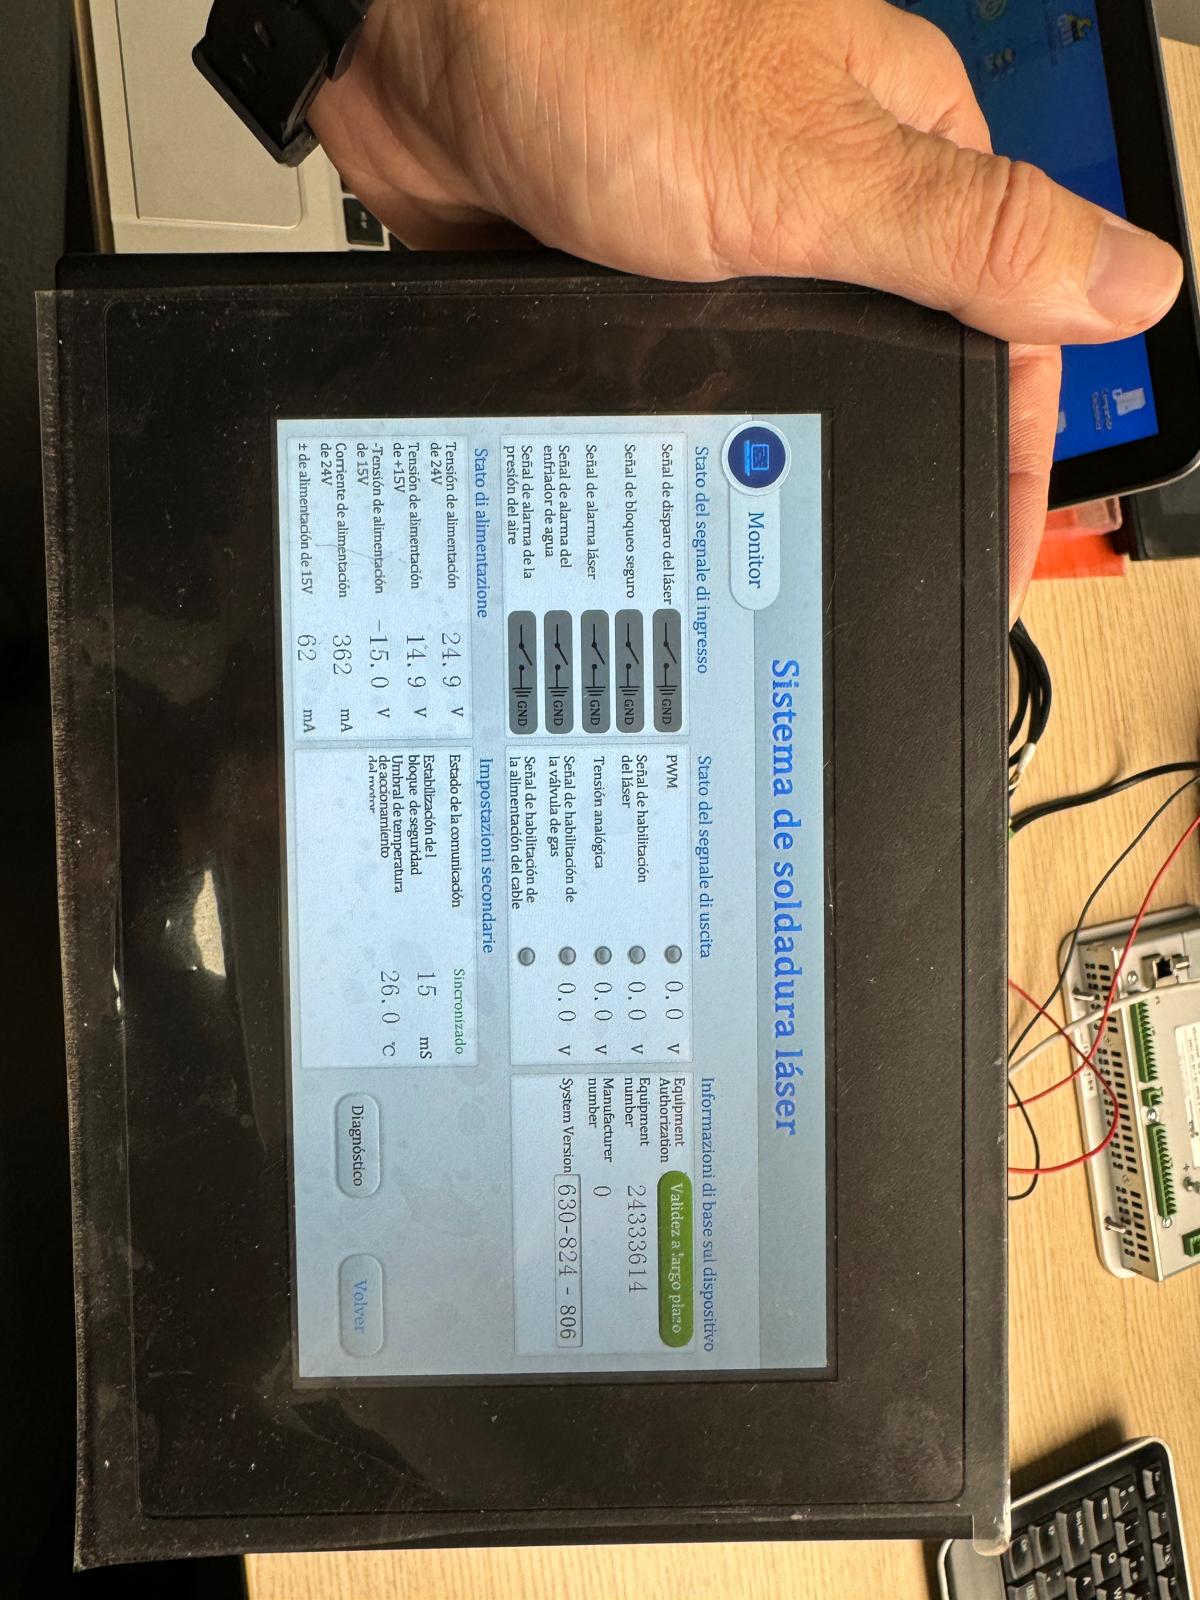 Compartida
Sistema de soldadura láser
Monitor
Stato del segnale di ingresso
Señal de disparo del láser GND
Señal de bloqueo seguro GND
Señal de alarma láser GND
Señal de alarma del
enfriador de agua GND
Señal de alarma de la
presión del aire GND
Stato del segnale di uscita
PWM 0.0 V
Señal de habilitación
del láser 0.0 V
Tensión analógica 0.0 V
Señal de habilitación de
la válvula de gas 0.0 V
Señal de habilitación de
la alimentación del cable
Informazioni di base sul dispositivo
Equipment
Authorization Validez a largo plazo
Equipment
number 24333614
Manufacturer
number 0
System Version 630-824 - 806
Stato di alimentazione
Tensión de alimentación
de 24V 24.9 V
Tensión de alimentación
de +15V 14.9 V
-Tensión de alimentación
de 15V -15.0 V
Corriente de alimentación
de 24V 362 mA
± de alimentación de 15V 62 mA
Impostazioni secondarie
Estado de la comunicación Sincronizado
Estabilización del
bloque de seguridad 15 mS
Umbral de temperatura
de accionamiento
del motor 26.0 °C
Diagnóstico
Volver